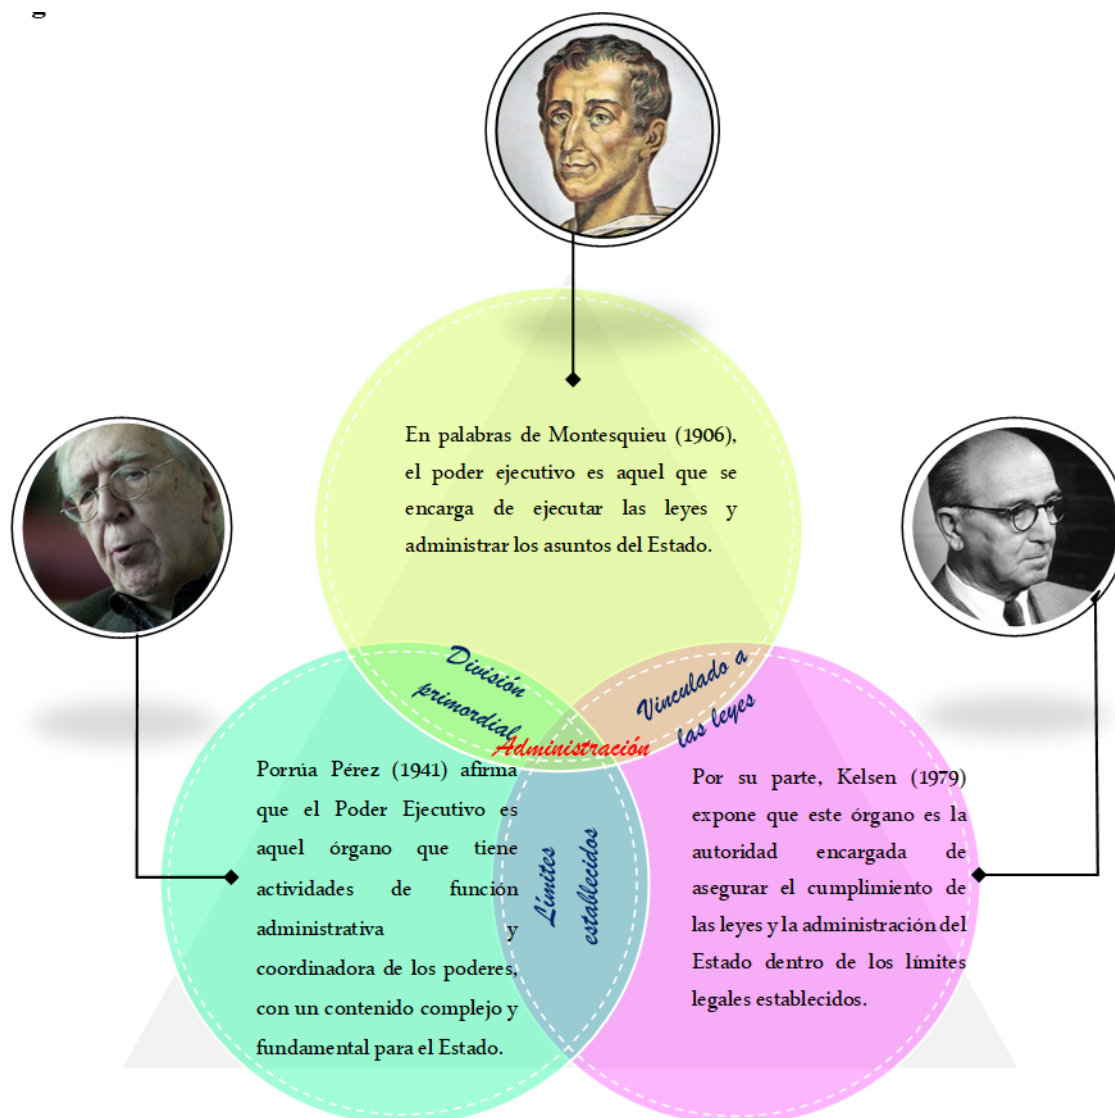 g
En palabras de Montesquieu (1906),
el poder ejecutivo es aquel que se
encarga de ejecutar las leyes y
administrar los asuntos del Estado.
División
primordial
Vinculado a
las leyes
Administración
Porrúa Pérez (1941) afirma
que el Poder Ejecutivo es
aquel órgano que tiene
actividades de función
administrativa y
coordinadora de los poderes,
con un contenido complejo y
fundamental para el Estado.
Límites
establecidos
Por su parte, Kelsen (1979)
expone que este órgano es la
autoridad encargada de
asegurar el cumplimiento de
las leyes y la administración del
Estado dentro de los límites
legales establecidos.